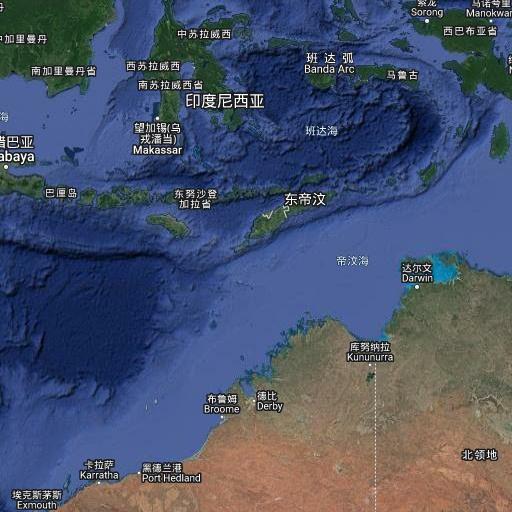 索龙
Sorong
马诺夸里
Manokwari
西巴布亚省
中加里曼丹
中苏拉威西
班达弧
Banda Arc
马鲁古
西苏拉威西
南加里曼丹省
南苏拉威西省
印度尼西亚
望加锡(乌
戎潘当)
Makassar
班达海
腊巴亚
abaya
巴厘岛
东努沙登
加拉省
东帝汶
帝汶海
达尔文
Darwin
库努纳拉
Kununurra
布鲁姆
Broome
德比
Derby
北领地
卡拉萨
Karratha
黑德兰港
Port Hedland
埃克斯茅斯
Exmouth